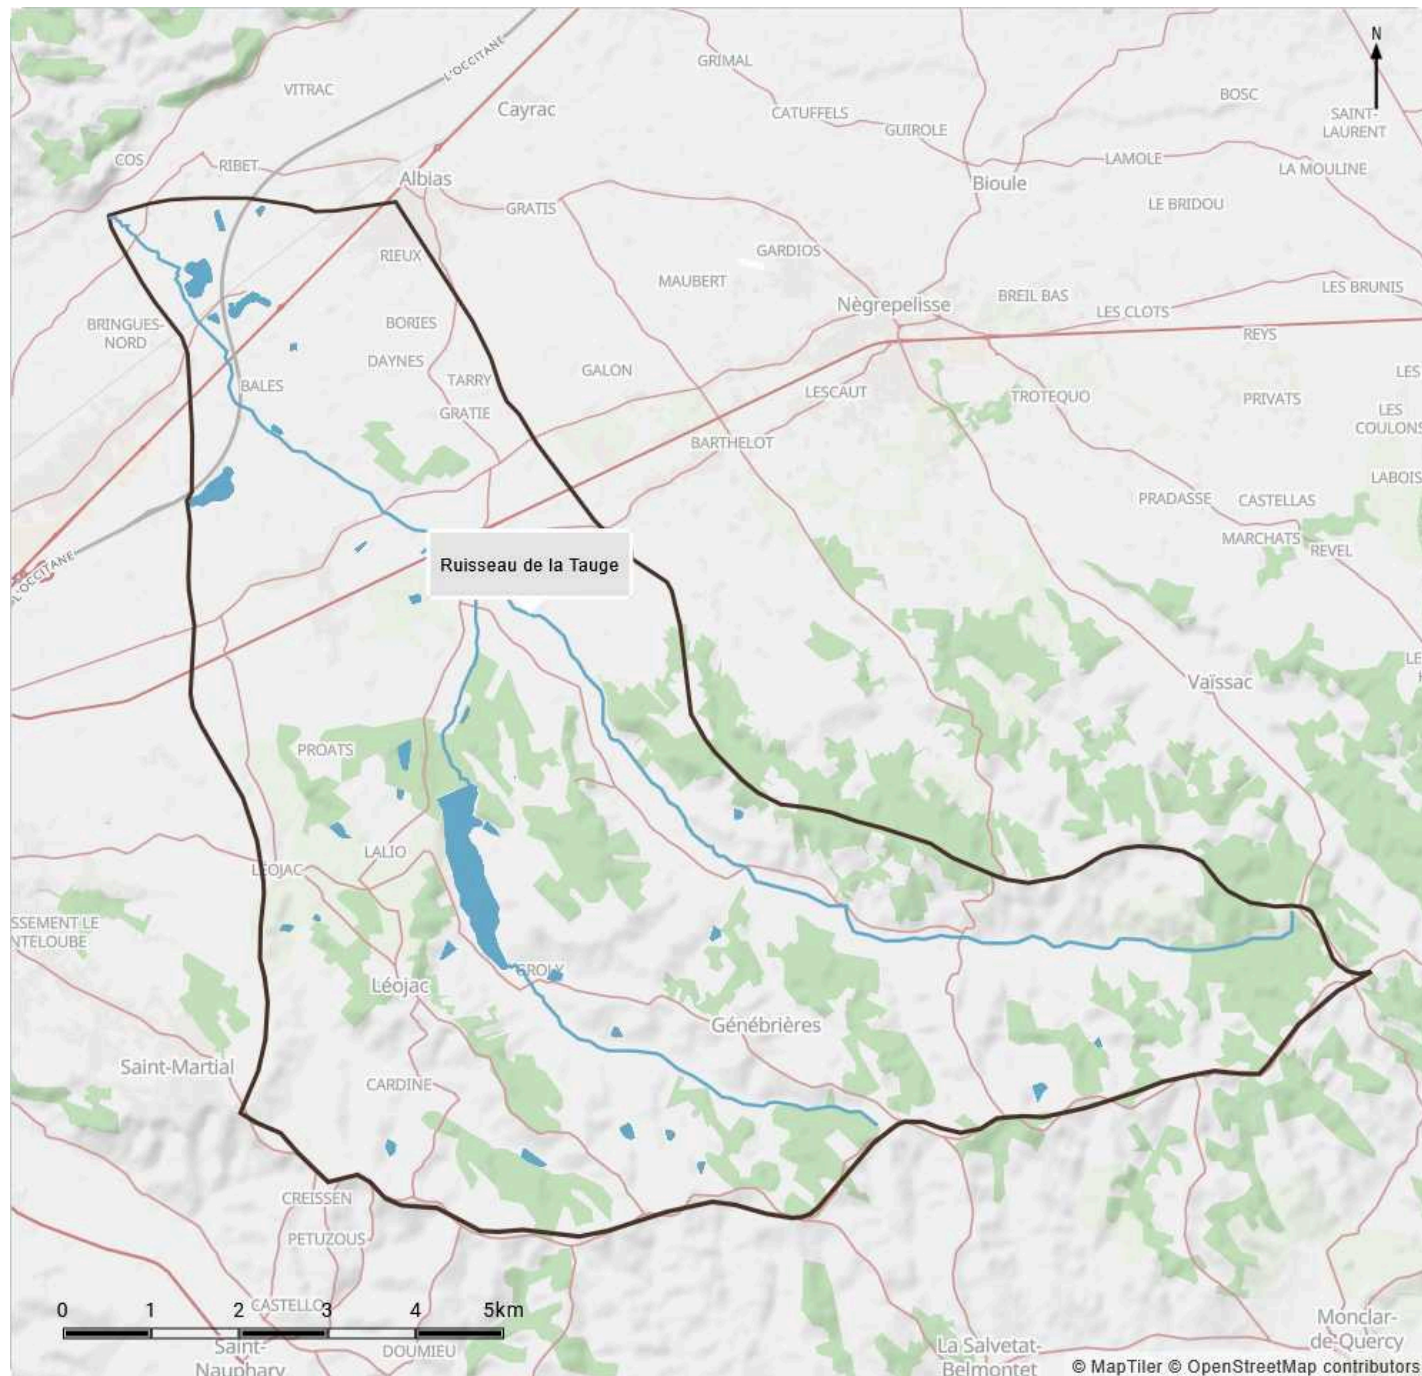 N
L'OCCITANE
GRIMAL
VITRAC
Cayrac
CATUFFELS
BOSC
GUIROLE
SAINT-
LAURENT
COS
RIBET
LAMOLE
LA MOULINE
Albias
Bioule
GRATIS
LE BRIDOU
GARDIOS
RIEUX
MAUBERT
BREIL BAS
LES BRUNIS
Nègrepelisse
LES CLOTS
BRINGUES-
NORD
BORIES
REYS
DAYNES
GALON
LES
TARRY
BALES
LESCAUT
TROTEQUO
PRIVATS
GRATIE
LES
COULONS
BARTHELOT
LABOIS
PRADASSE
CASTELLAS
MARCHATS
REVEL
L'OCCITANE
Ruisseau de la Tauge
LE
Vaïssac
PROATS
LALIO
LÉOJAC
SSEMENT LE
NTELOUBE
GROLY
Léojac
Génébrières
Saint-Martial
CARDINE
CREISSEN
PETUZOUS
0 1 2 3 4 5km
CASTELLO
Saint-
Nauphary
DOUMIEU
La Salvetat-
Belmontet
Monclar-
de-Quercy
© MapTiler © OpenStreetMap contributors